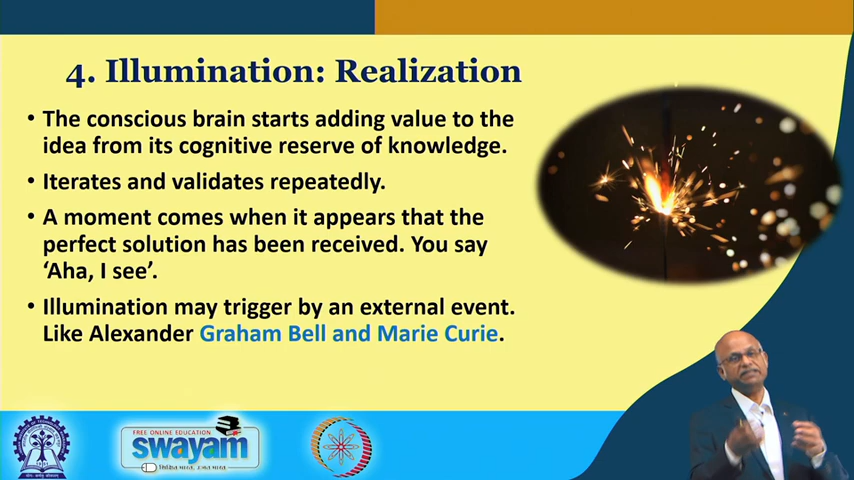 4. Illumination: Realization
• The conscious brain starts adding value to the
idea from its cognitive reserve of knowledge.
• Iterates and validates repeatedly.
• A moment comes when it appears that the
perfect solution has been received. You say
‘Aha, I see’.
• Illumination may trigger by an external event.
Like Alexander Graham Bell and Marie Curie.
FREE ONLINE EDUCATION
swayam